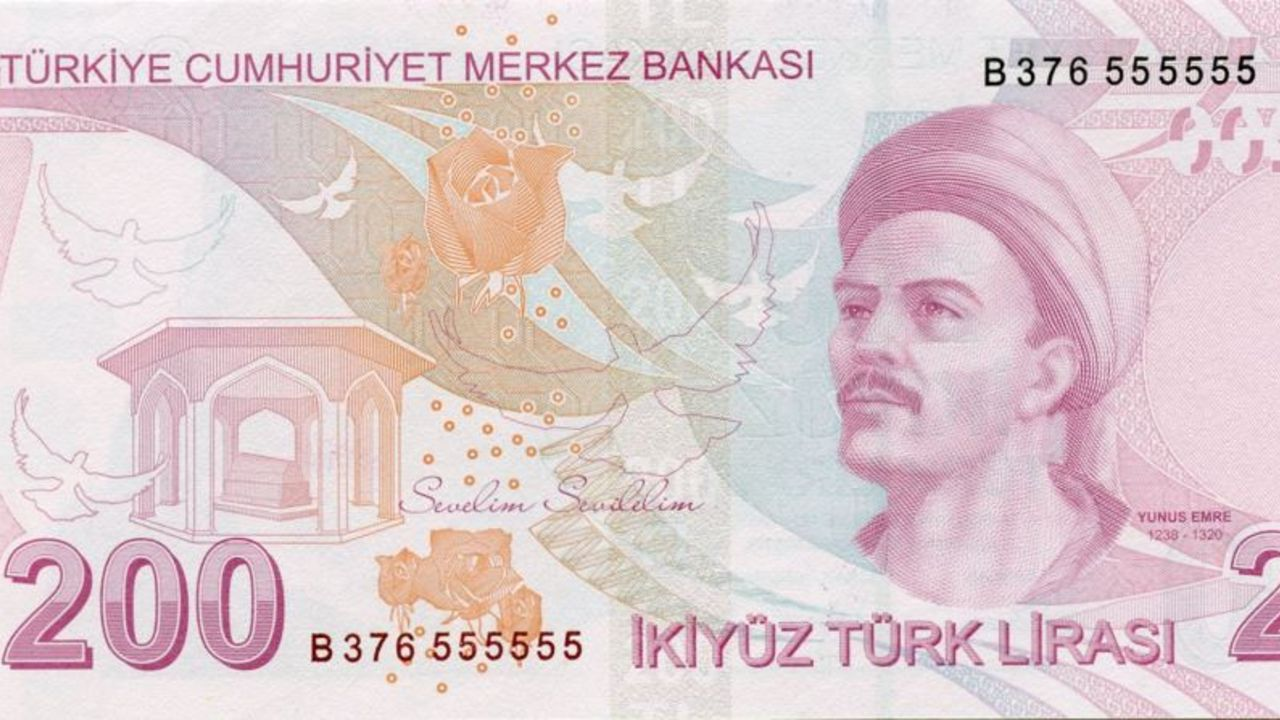 TÜRKİYE CUMHURİYET MERKEZ BANKASI
B376 555555
Sevelim Sevilelim
YUNUS EMRE
1238 - 1320
200
B376 555555
İKİYÜZ TÜRK LİRASI
2